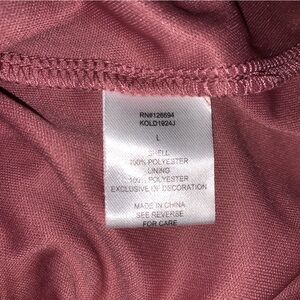 RN#126694
KOLD1924J
L
SHELL
100% POLYESTER
LINING
100% POLYESTER
EXCLUSIVE OF DECORATION
MADE IN CHINA
SEE REVERSE
FOR CARE